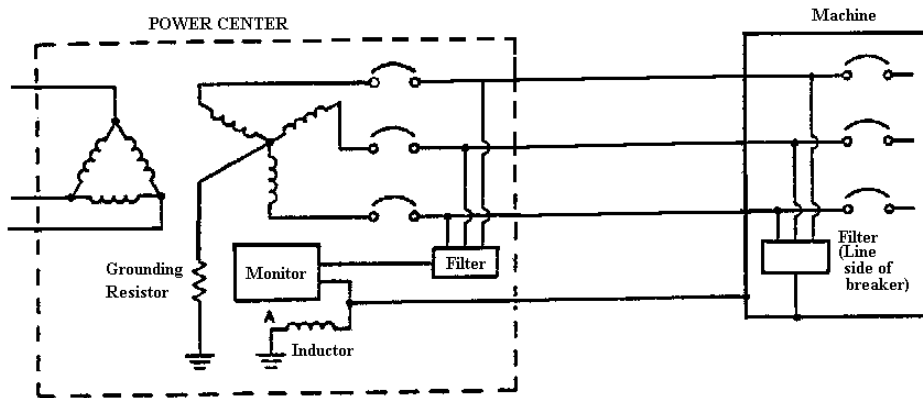 POWER CENTER
Machine
Grounding
Resistor
Monitor
Filter
A
Inductor
Filter
(Line
side of
breaker)